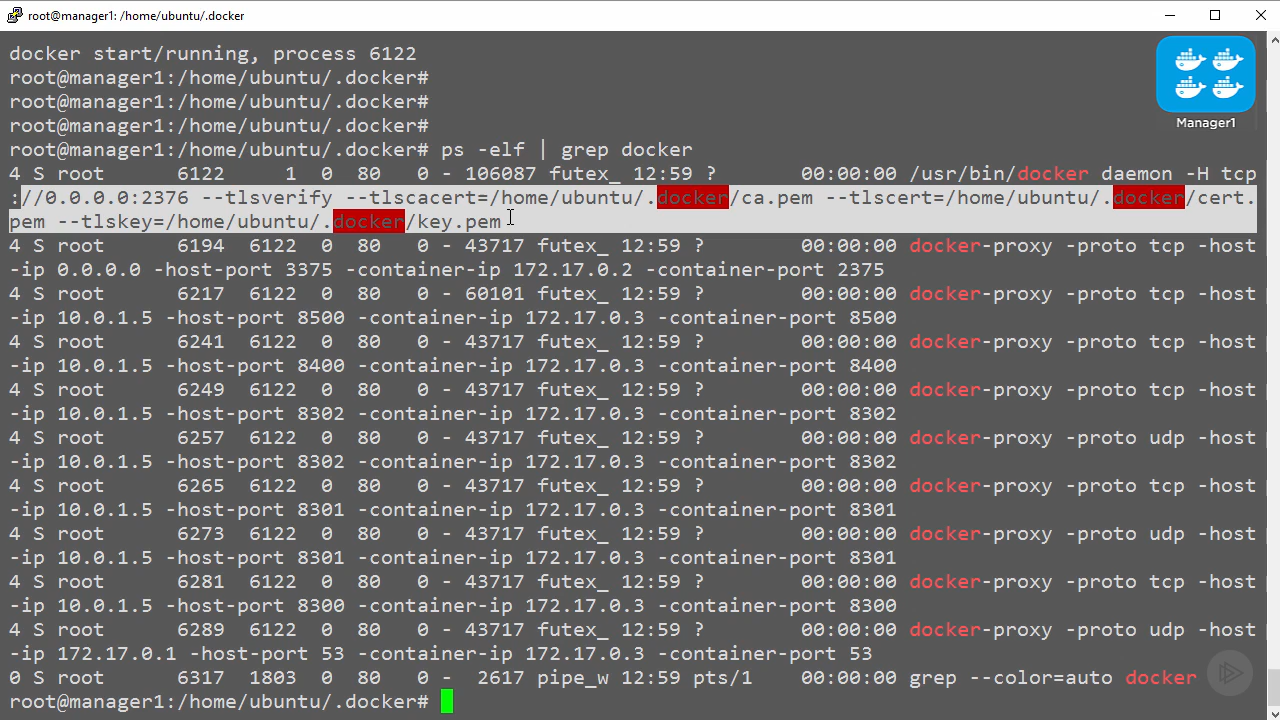 root@manager1: /home/ubuntu/.docker
docker start/running, process 6122
root@manager1:/home/ubuntu/.docker#
root@manager1:/home/ubuntu/.docker#
root@manager1:/home/ubuntu/.docker#
root@manager1:/home/ubuntu/.docker# ps -elf | grep docker
4 S root      6122     1  0  80   0 - 106087 futex_ 12:59 ?       00:00:00 /usr/bin/docker daemon -H tcp
://0.0.0.0:2376 --tlsverify --tlscacert=/home/ubuntu/.docker/ca.pem --tlscert=/home/ubuntu/.docker/cert.
pem --tlskey=/home/ubuntu/.docker/key.pem
4 S root      6194  6122  0  80   0 - 43717 futex_ 12:59 ?        00:00:00 docker-proxy -proto tcp -host
-ip 0.0.0.0 -host-port 3375 -container-ip 172.17.0.2 -container-port 2375
4 S root      6217  6122  0  80   0 - 60101 futex_ 12:59 ?        00:00:00 docker-proxy -proto tcp -host
-ip 10.0.1.5 -host-port 8500 -container-ip 172.17.0.3 -container-port 8500
4 S root      6241  6122  0  80   0 - 43717 futex_ 12:59 ?        00:00:00 docker-proxy -proto tcp -host
-ip 10.0.1.5 -host-port 8400 -container-ip 172.17.0.3 -container-port 8400
4 S root      6249  6122  0  80   0 - 43717 futex_ 12:59 ?        00:00:00 docker-proxy -proto tcp -host
-ip 10.0.1.5 -host-port 8302 -container-ip 172.17.0.3 -container-port 8302
4 S root      6257  6122  0  80   0 - 43717 futex_ 12:59 ?        00:00:00 docker-proxy -proto udp -host
-ip 10.0.1.5 -host-port 8302 -container-ip 172.17.0.3 -container-port 8302
4 S root      6265  6122  0  80   0 - 43717 futex_ 12:59 ?        00:00:00 docker-proxy -proto tcp -host
-ip 10.0.1.5 -host-port 8301 -container-ip 172.17.0.3 -container-port 8301
4 S root      6273  6122  0  80   0 - 43717 futex_ 12:59 ?        00:00:00 docker-proxy -proto udp -host
-ip 10.0.1.5 -host-port 8301 -container-ip 172.17.0.3 -container-port 8301
4 S root      6281  6122  0  80   0 - 43717 futex_ 12:59 ?        00:00:00 docker-proxy -proto tcp -host
-ip 10.0.1.5 -host-port 8300 -container-ip 172.17.0.3 -container-port 8300
4 S root      6289  6122  0  80   0 - 43717 futex_ 12:59 ?        00:00:00 docker-proxy -proto udp -host
-ip 172.17.0.1 -host-port 53 -container-ip 172.17.0.3 -container-port 53
0 S root      6317  1803  0  80   0 -  2617 pipe_w 12:59 pts/1    00:00:00 grep --color=auto docker
root@manager1:/home/ubuntu/.docker#
Manager1